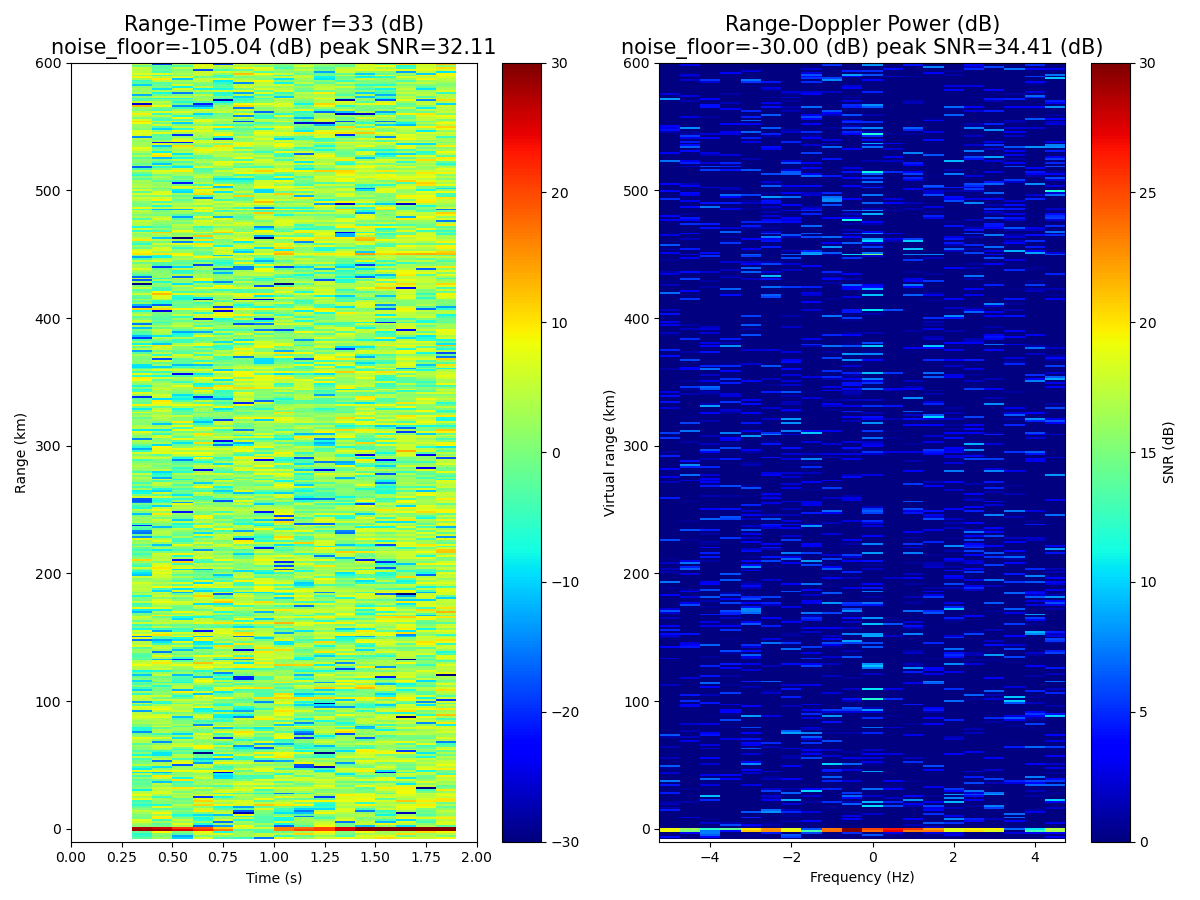 Range-Time Power f=33 (dB)
noise_floor=-105.04 (dB) peak SNR=32.11
Range-Doppler Power (dB)
noise_floor=-30.00 (dB) peak SNR=34.41 (dB)
600
500
400
300
200
100
0
Range (km)
0.00 0.25 0.50 0.75 1.00 1.25 1.50 1.75 2.00
Time (s)
30
20
10
0
−10
−20
−30
600
500
400
300
200
100
0
Virtual range (km)
−4 −2 0 2 4
Frequency (Hz)
30
25
20
15
10
5
0
SNR (dB)